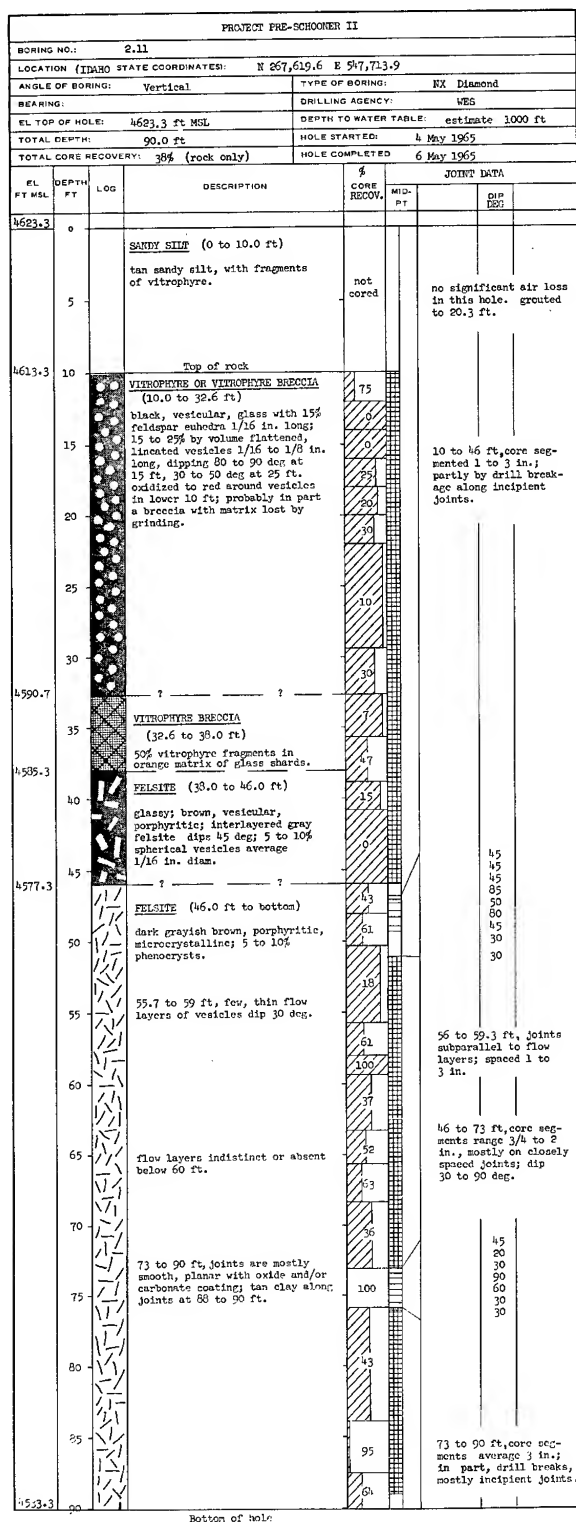 PROJECT PRE-SCHOONER II
BORING NO.: 2.11
LOCATION (IDAHO STATE COORDINATES): N 267,619.6 E 547,713.9
ANGLE OF BORING: Vertical TYPE OF BORING: NX Diamond
BEARING: DRILLING AGENCY: WES
EL TOP OF HOLE: 4623.3 ft MSL DEPTH TO WATER TABLE: estimate 1000 ft
TOTAL DEPTH: 90.0 ft HOLE STARTED: 4 May 1965
TOTAL CORE RECOVERY: 38% (rock only) HOLE COMPLETED 6 May 1965
EL FT MSL DEPTH FT LOG DESCRIPTION % CORE RECOV. JOINT DATA
MID-PT DIP DEG
4623.3 0
SANDY SILT (0 to 10.0 ft)
tan sandy silt, with fragments
of vitrophyre.
not
cored
no significant air loss
in this hole. grouted
to 20.3 ft.
5
Top of rock
4613.3 10
VITROPHYRE OR VITROPHYRE BRECCIA
(10.0 to 32.6 ft)
75
black, vesicular, glass with 15%
feldspar euhedra 1/16 in. long;
15 to 25% by volume flattened,
lineated vesicles 1/16 to 1/8 in.
long, dipping 80 to 90 deg at
15 ft, 30 to 50 deg at 25 ft.
oxidized to red around vesicles
in lower 10 ft; probably in part
a breccia with matrix lost by
grinding.
0
15
0
25
20
20
30
10 to 46 ft, core seg-
mented 1 to 3 in.;
partly by drill break-
age along incipient
joints.
25
10
30
30
4590.7 ? ?
VITROPHYRE BRECCIA
(32.6 to 38.0 ft)
50% vitrophyre fragments in
orange matrix of glass shards.
7
35
47
4585.3
FELSITE (38.0 to 46.0 ft)
glassy; brown, vesicular,
porphyritic; interlayered gray
felsite dips 45 deg; 5 to 10%
spherical vesicles average
1/16 in. diam.
15
40
0
45
4577.3 ? ?
45
45
45
85
50
80
45
30
30
FELSITE (46.0 ft to bottom)
dark grayish brown, porphyritic,
microcrystalline; 5 to 10%
phenocrysts.
43
61
50
18
55.7 to 59 ft, few, thin flow
layers of vesicles dip 30 deg.
55
61
100
56 to 59.3 ft, joints
subparallel to flow
layers; spaced 1 to
3 in.
60
37
flow layers indistinct or absent
below 60 ft.
65
52
63
46 to 73 ft, core seg-
ments range 3/4 to 2
in., mostly on closely
spaced joints; dip
30 to 90 deg.
70
36
73 to 90 ft, joints are mostly
smooth, planar with oxide and/or
carbonate coating; tan clay along
joints at 88 to 90 ft.
75
100
45
20
30
90
60
30
30
80
43
85
95
64
73 to 90 ft, core seg-
ments average 3 in.;
in part, drill breaks,
mostly incipient joints.
4533.3 90
Bottom of hole